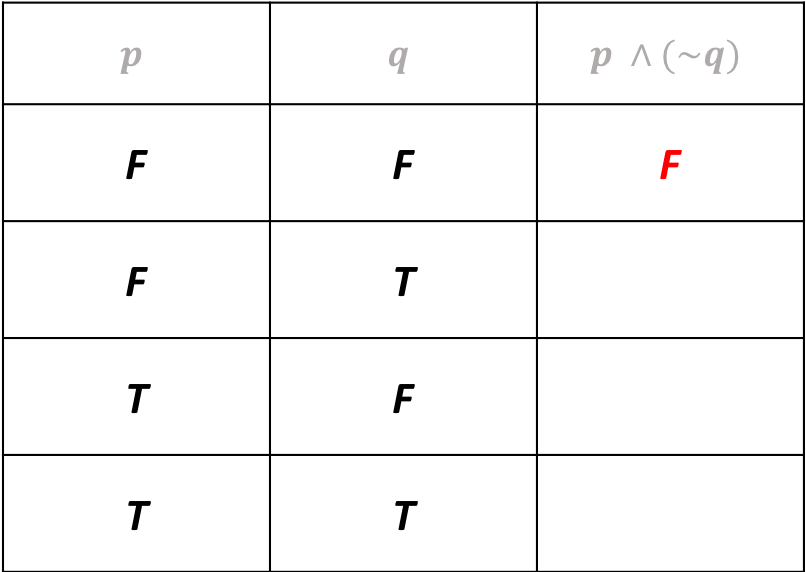 p q p ∧ (~q)
F F F
F T
T F
T T